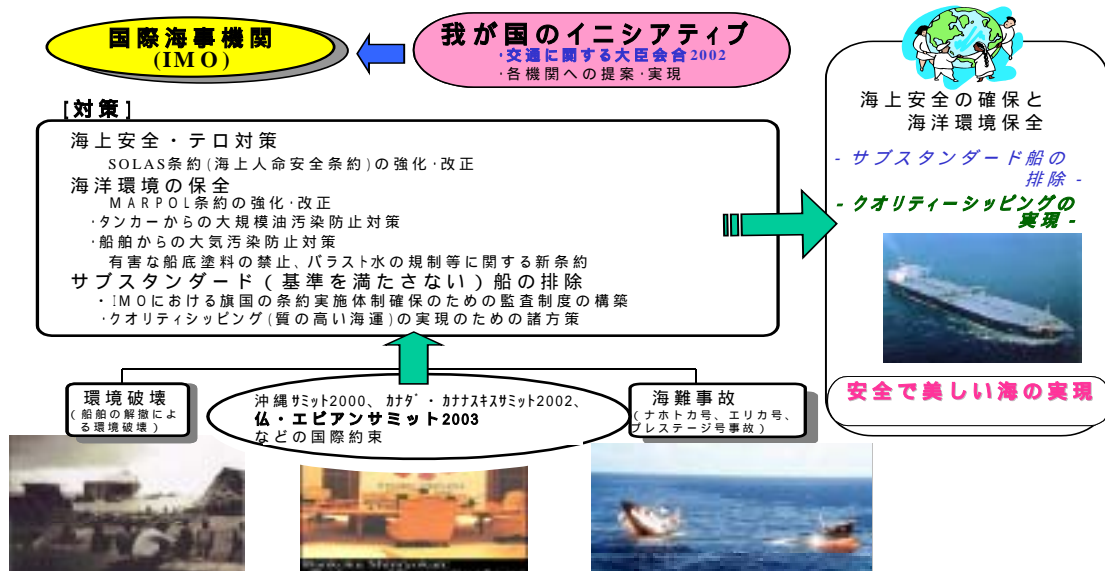 国際海事機関
(IMO)
我が国のイニシアティブ
·交通に関する大臣会合2002
·各機関への提案·実現
[対策]
海上安全・テロ対策
SOLAS条約(海上人命安全条約)の強化·改正
海洋環境の保全
MARPOL条約の強化·改正
·タンカーからの大規模油汚染防止対策
·船舶からの大気汚染防止対策
有害な船底塗料の禁止、バラスト水の規制等に関する新条約
サブスタンダード(基準を満たさない)船の排除
・IMOにおける旗国の条約実施体制確保のための監査制度の構築
·クオリティシッピング(質の高い海運)の実現のための諸方策
海上安全の確保と
海洋環境保全
- サブスタンダード船の
排除 -
- クオリティーシッピングの
実現 -
安全で美しい海の実現
環境破壊
(船舶の解撤によ
る環境破壊)
沖縄サミット2000、カナダ・カナナスキスサミット2002、
仏・エビアンサミット2003
などの国際約束
海難事故
(ナホトカ号、エリカ号、
プレステージ号事故)